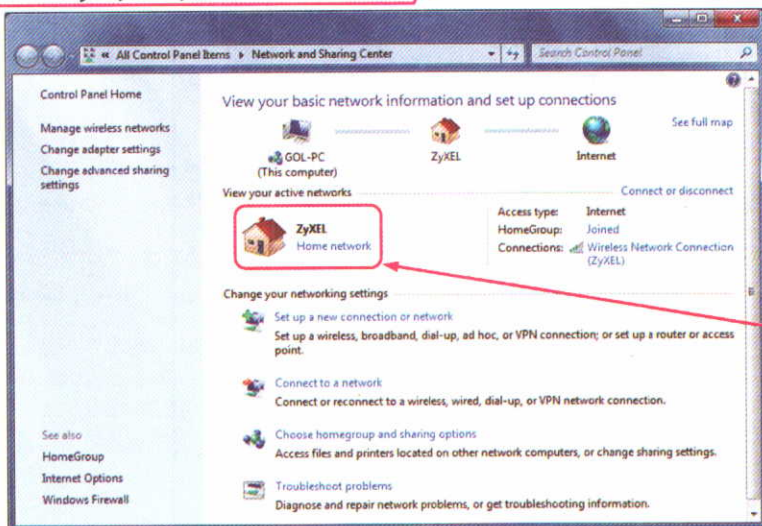 « All Control Panel Items ▸ Network and Sharing Center
Search Control Panel
Control Panel Home
Manage wireless networks
Change adapter settings
Change advanced sharing
settings
See also
HomeGroup
Internet Options
Windows Firewall
View your basic network information and set up connections
See full map
GOL-PC
(This computer)
ZyXEL
Internet
View your active networks
Connect or disconnect
ZyXEL
Home network
Access type: Internet
HomeGroup: Joined
Connections: Wireless Network Connection
(ZyXEL)
Change your networking settings
Set up a new connection or network
Set up a wireless, broadband, dial-up, ad hoc, or VPN connection; or set up a router or access
point.
Connect to a network
Connect or reconnect to a wireless, wired, dial-up, or VPN network connection.
Choose homegroup and sharing options
Access files and printers located on other network computers, or change sharing settings.
Troubleshoot problems
Diagnose and repair network problems, or get troubleshooting information.